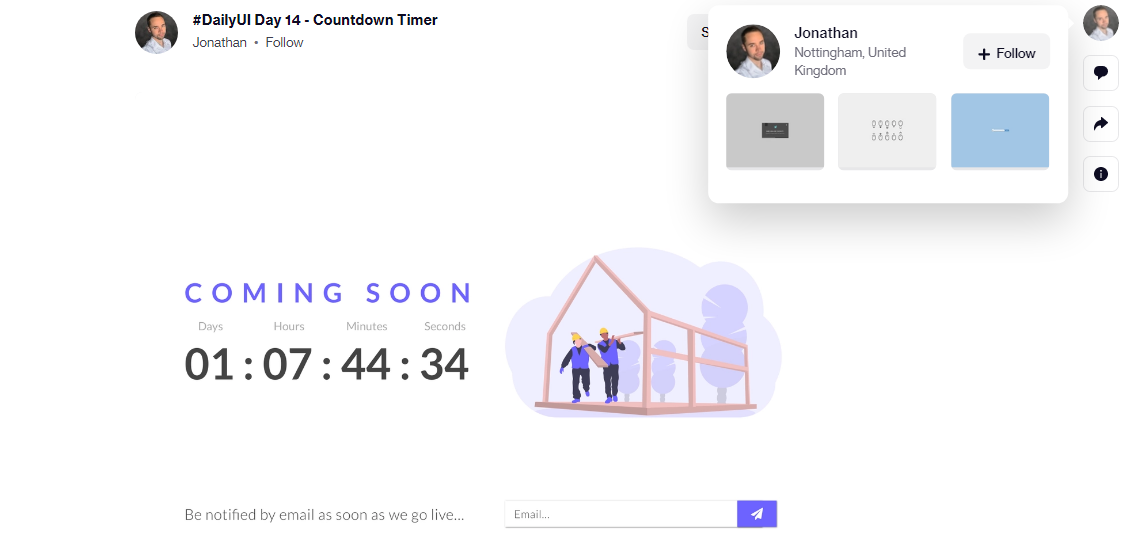 #DailyUI Day 14 - Countdown Timer
Jonathan • Follow
S
Jonathan
Nottingham, United
Kingdom
+ Follow
COMING SOON
Days Hours Minutes Seconds
01 : 07 : 44 : 34
Be notified by email as soon as we go live...
Email...